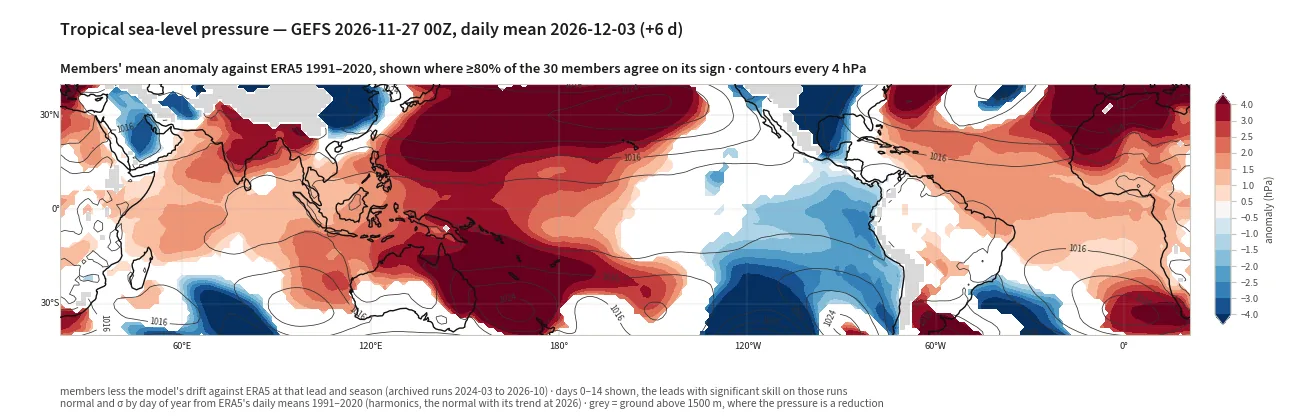 Tropical sea-level pressure — GEFS 2026-11-27 00Z, daily mean 2026-12-03 (+6 d)
Members' mean anomaly against ERA5 1991–2020, shown where ≥80% of the 30 members agree on its sign · contours every 4 hPa
30°N
0°
30°S
60°E
120°E
180°
120°W
60°W
0°
1016
1016
1016
1016
1016
1016
1016
1016
1024
1024
4.0
3.0
2.5
2.0
1.5
1.0
0.5
−0.5
−1.0
−1.5
−2.0
−2.5
−3.0
−4.0
anomaly (hPa)
members less the model's drift against ERA5 at that lead and season (archived runs 2024-03 to 2026-10) · days 0–14 shown, the leads with significant skill on those runs
normal and σ by day of year from ERA5's daily means 1991–2020 (harmonics, the normal with its trend at 2026) · grey = ground above 1500 m, where the pressure is a reduction